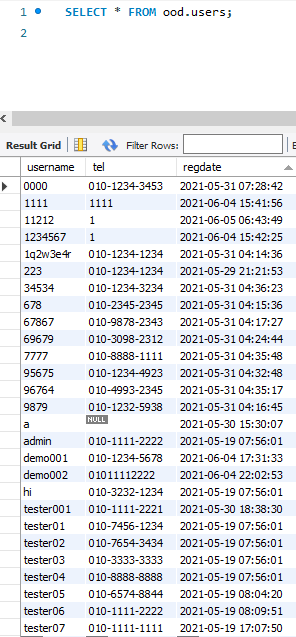 1 SELECT * FROM ood.users;
2
Result Grid Filter Rows:
username tel regdate
0000 010-1234-3453 2021-05-31 07:28:42
1111 1111 2021-06-04 15:41:56
11212 1 2021-06-05 06:43:49
1234567 1 2021-06-04 15:42:25
1q2w3e4r 010-1234-1234 2021-05-31 04:14:36
223 010-1234-1234 2021-05-29 21:21:53
34534 010-1234-3234 2021-05-31 04:36:23
678 010-2345-2345 2021-05-31 04:15:36
67867 010-9878-2343 2021-05-31 04:17:27
69679 010-3098-2312 2021-05-31 04:24:44
7777 010-8888-1111 2021-05-31 04:35:48
95675 010-1234-4923 2021-05-31 04:32:48
96764 010-4993-2345 2021-05-31 04:35:17
9879 010-1232-5938 2021-05-31 04:16:45
a NULL 2021-05-30 15:30:07
admin 010-1111-2222 2021-05-19 07:56:01
demo001 010-1234-5678 2021-06-04 17:31:33
demo002 01011112222 2021-06-04 22:02:53
hi 010-3232-1234 2021-05-19 07:56:01
tester001 010-1111-2221 2021-05-30 18:38:30
tester01 010-7456-1234 2021-05-19 07:56:01
tester02 010-7654-3434 2021-05-19 07:56:01
tester03 010-3333-3333 2021-05-19 07:56:01
tester04 010-8888-8888 2021-05-19 07:56:01
tester05 010-6574-8844 2021-05-19 08:04:20
tester06 010-1111-2222 2021-05-19 08:09:51
tester07 010-1111-1111 2021-05-19 17:07:50